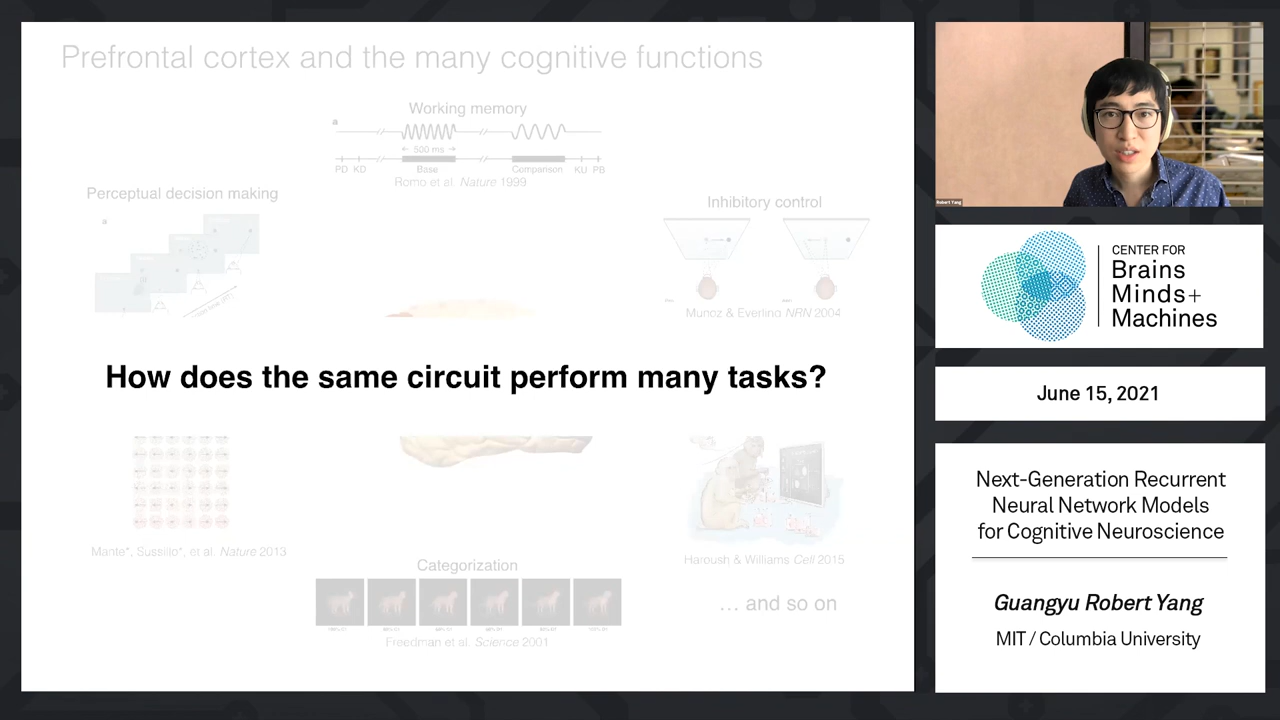 Prefrontal cortex and the many cognitive functions
Working memory
a
500 ms
PD KD Base Comparison KU PB
Romo et al. Nature 1999
Perceptual decision making
a
Inhibitory control
Munoz & Everling NRN 2004
How does the same circuit perform many tasks?
Mante*, Sussillo*, et al. Nature 2013
Haroush & Williams Cell 2015
Categorization
Freedman et al. Science 2001
... and so on
Robert Yang
CENTER FOR
Brains
Minds+
Machines
June 15, 2021
Next-Generation Recurrent
Neural Network Models
for Cognitive Neuroscience
Guangyu Robert Yang
MIT / Columbia University